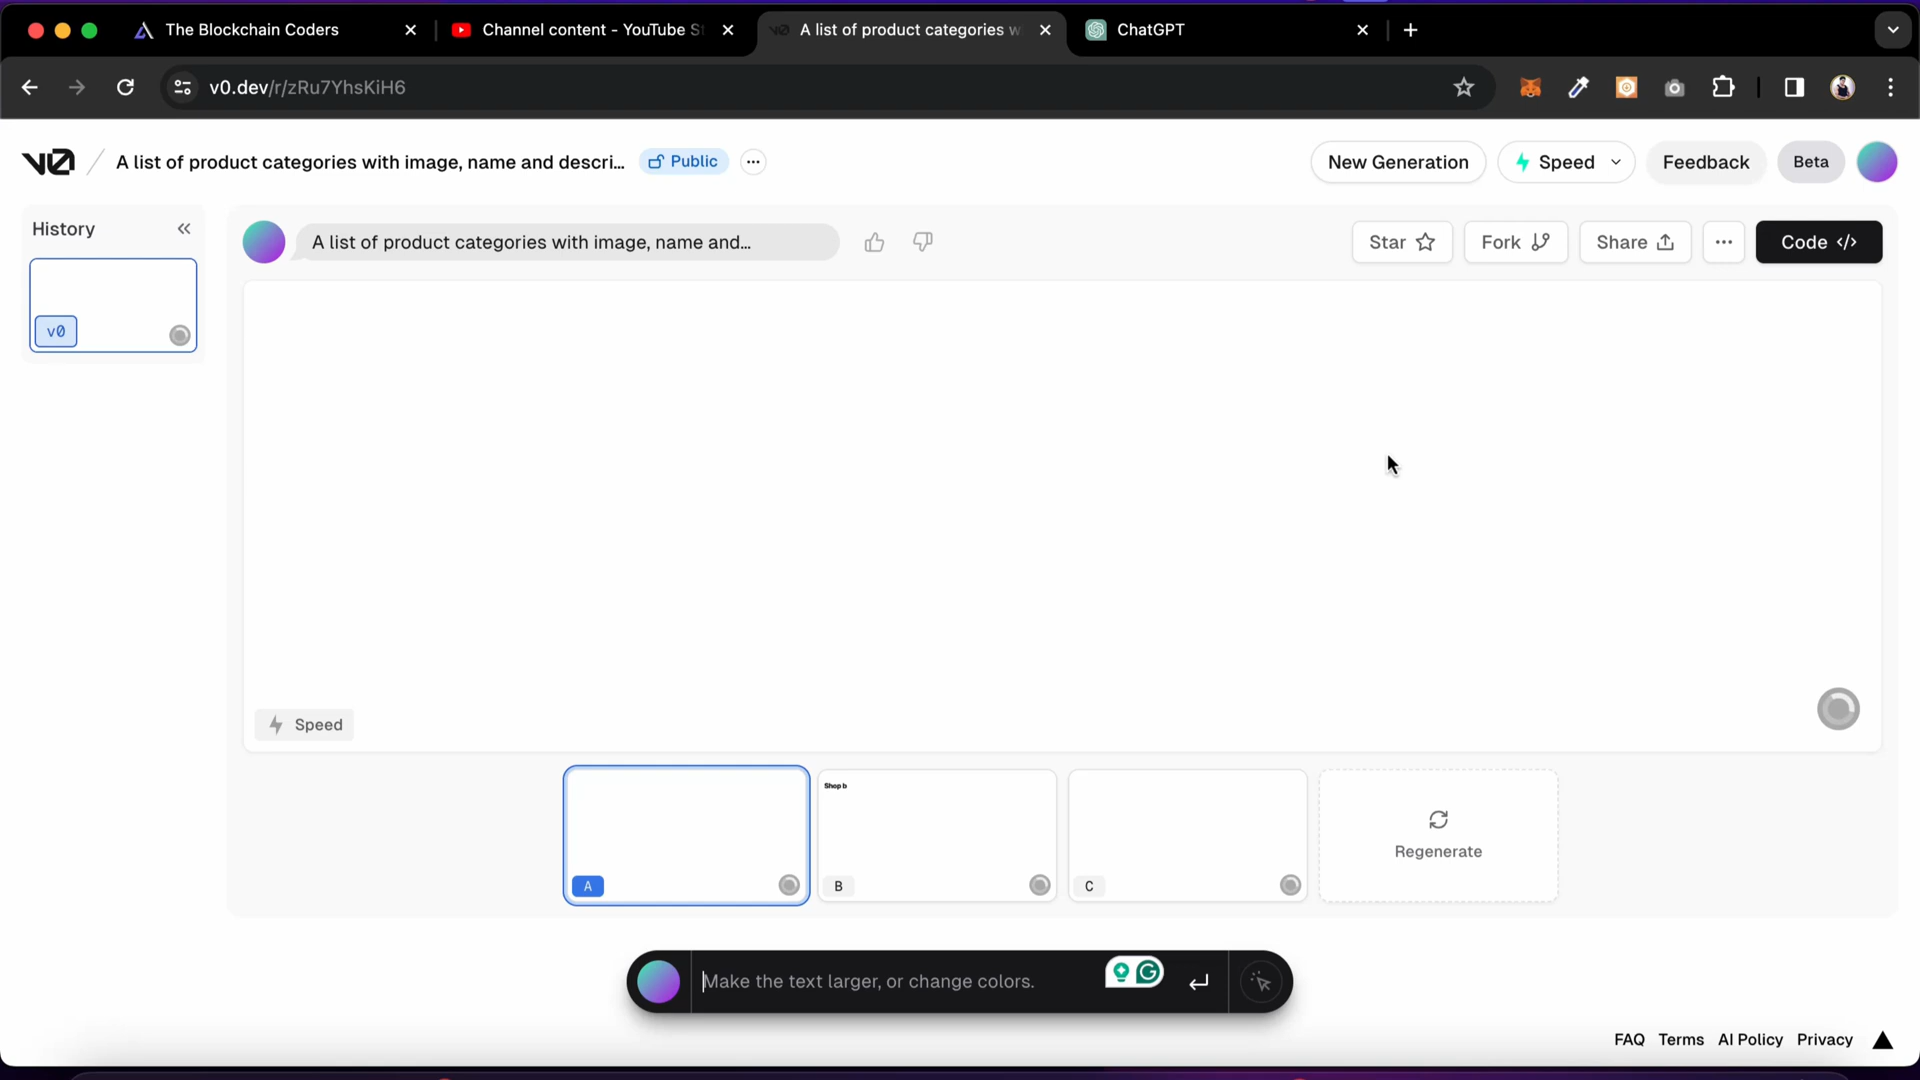 The Blockchain Coders
Channel content - YouTube St
A list of product categories w
ChatGPT
v0.dev/r/zRu7YhsKiH6
v0
A list of product categories with image, name and descri...
Public
New Generation
Speed
Feedback
Beta
History
A list of product categories with image, name and...
Star
Fork
Share
Code </>
v0
Speed
Shop b
A
B
C
Regenerate
Make the text larger, or change colors.
FAQ
Terms
AI Policy
Privacy